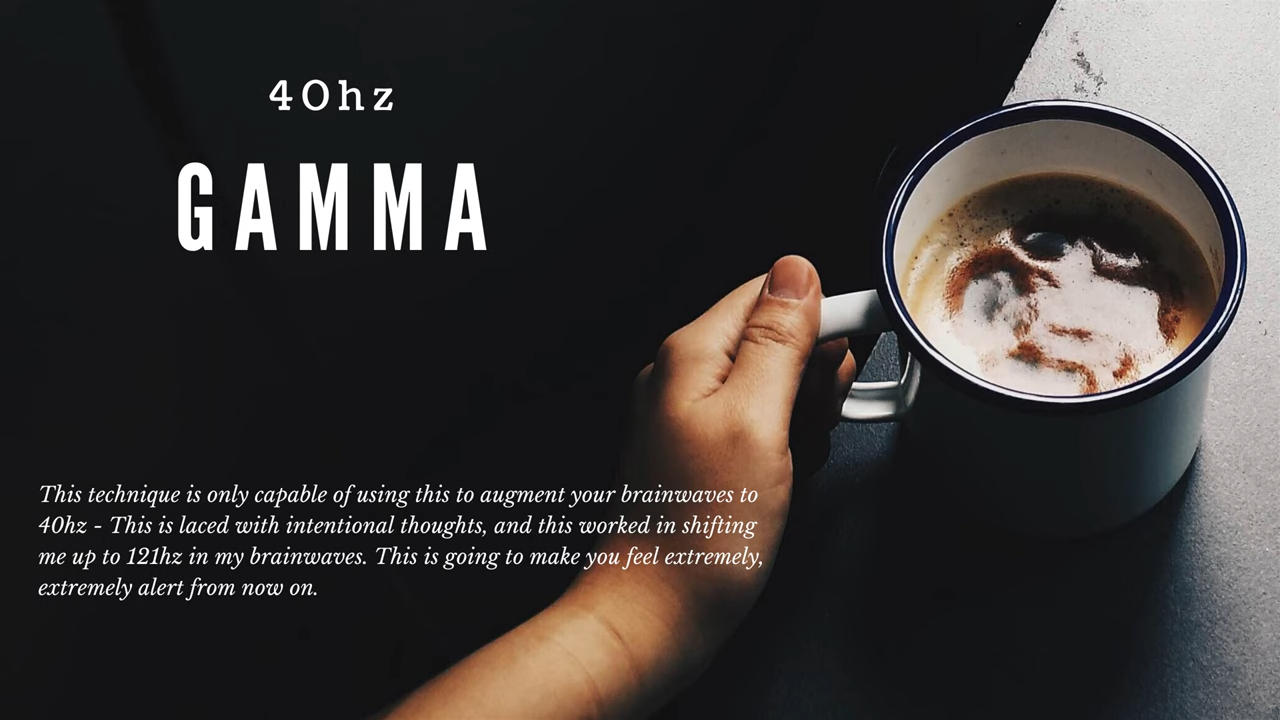 40hz
GAMMA
This technique is only capable of using this to augment your brainwaves to
40hz - This is laced with intentional thoughts, and this worked in shifting
me up to 121hz in my brainwaves. This is going to make you feel extremely,
extremely alert from now on.